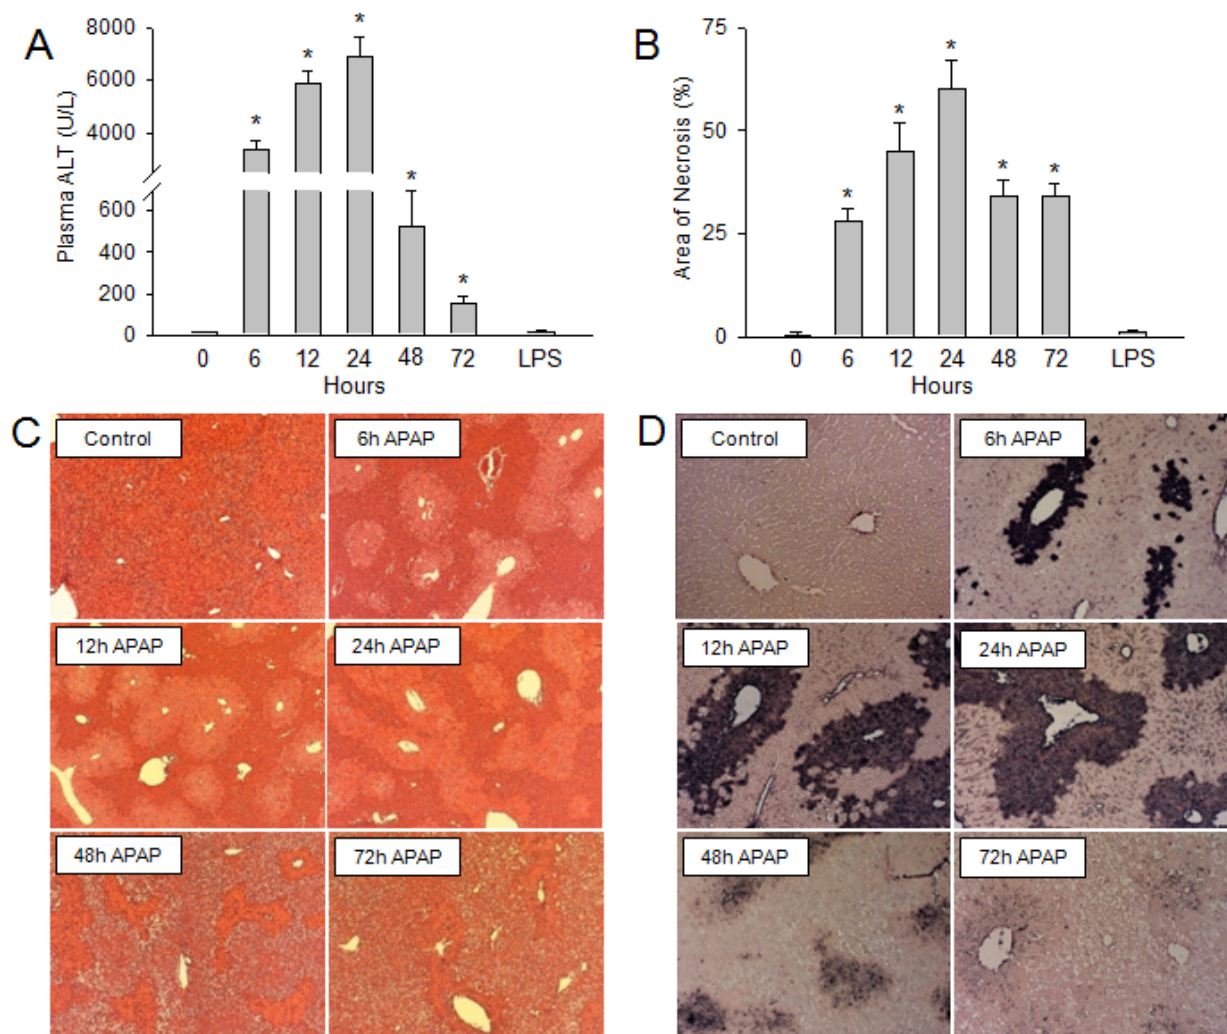 A
Plasma ALT (U/L)
8000
6000
4000
600
400
200
0
*
*
*
*
*
0 6 12 24 48 72 LPS
Hours
B
Area of Necrosis (%)
75
50
25
0
*
*
*
*
*
0 6 12 24 48 72 LPS
Hours
C
Control
6h APAP
12h APAP
24h APAP
48h APAP
72h APAP
D
Control
6h APAP
12h APAP
24h APAP
48h APAP
72h APAP